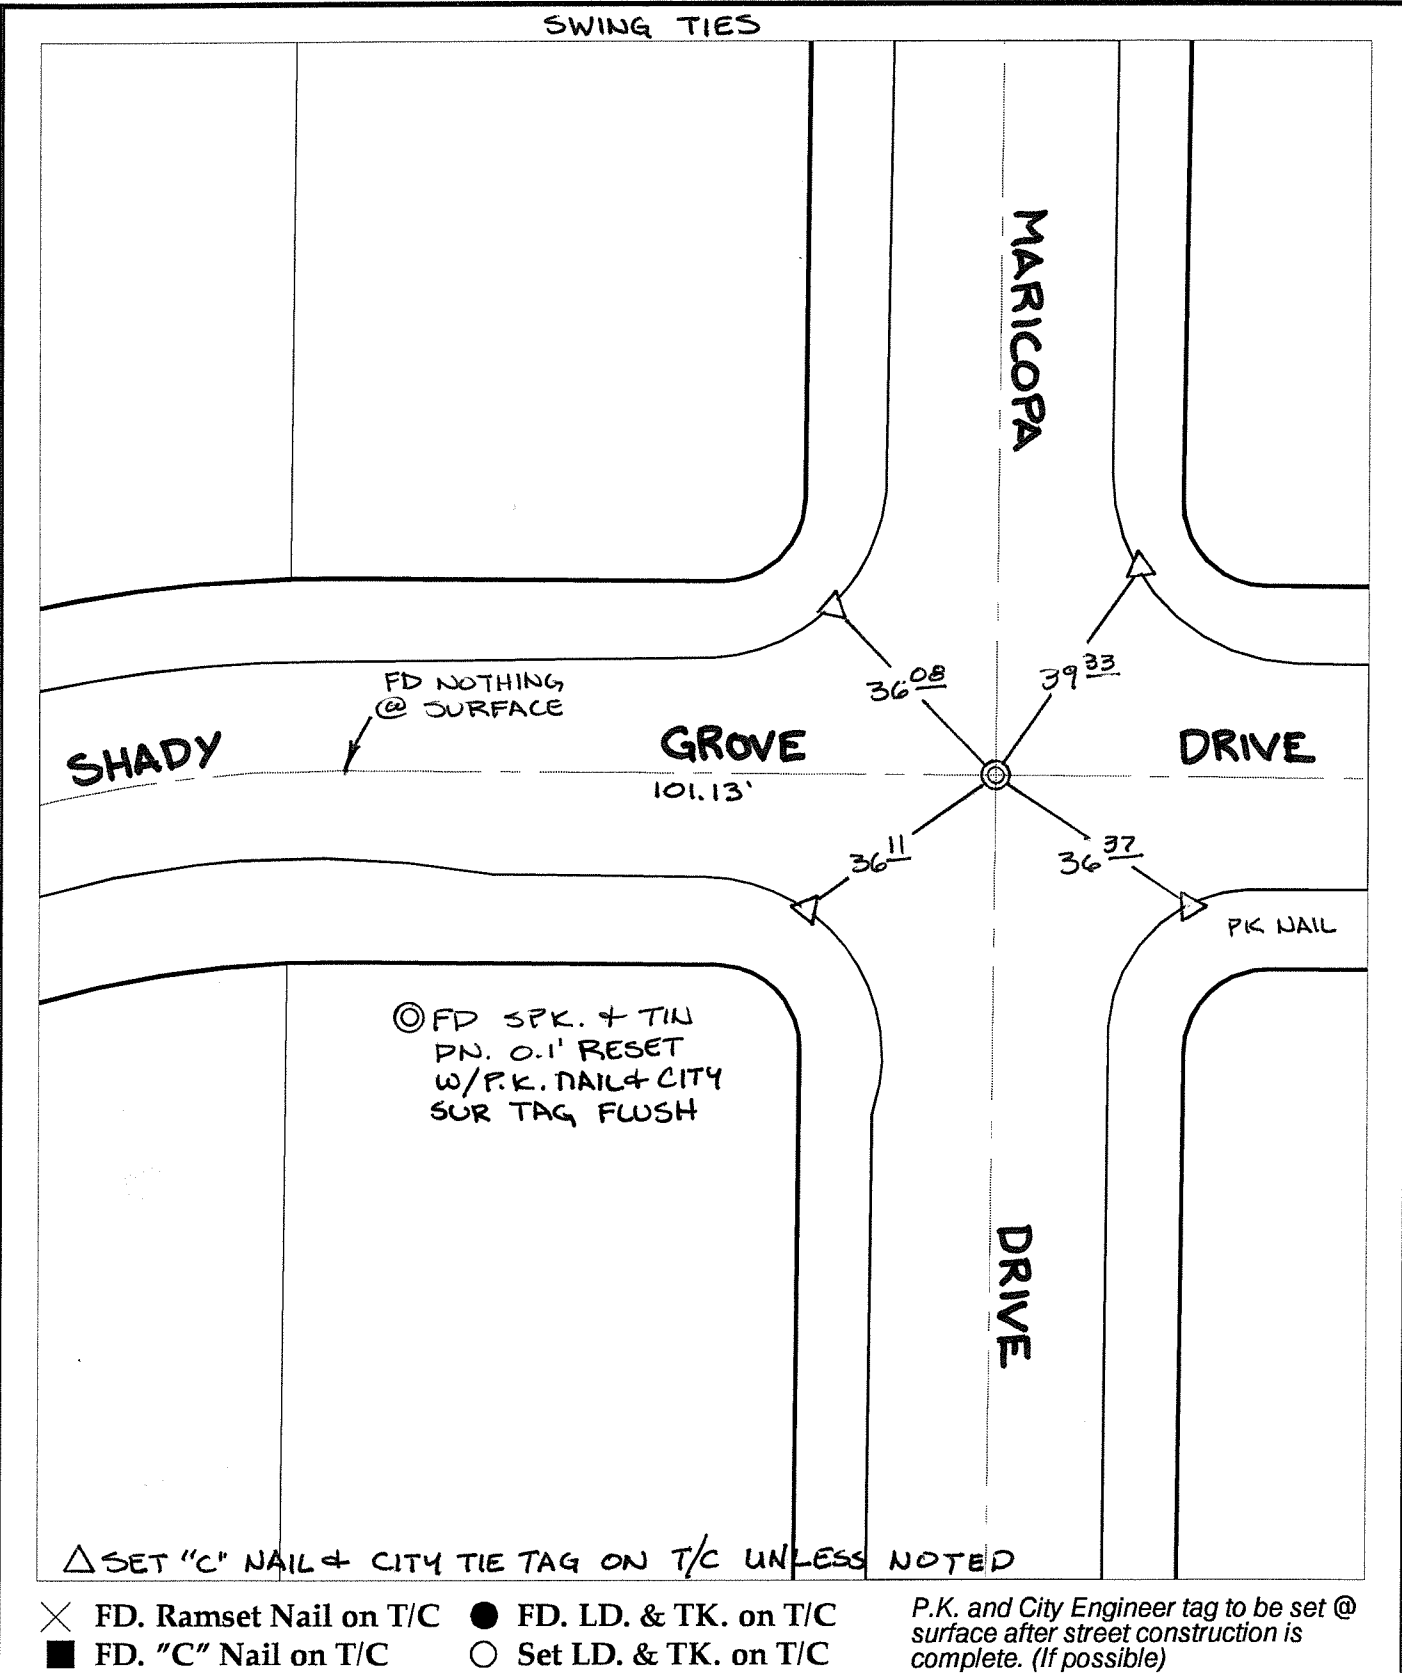 SWING TIES
MARICOPA
FD NOTHING
@ SURFACE
36 08
39 33
SHADY GROVE DRIVE
101.13'
36 11
36 37
PK NAIL
FD SPK. & TIN
DN. 0.1' RESET
W/P.K. NAIL & CITY
SUR TAG FLUSH
DRIVE
SET "C" NAIL & CITY TIE TAG ON T/C UNLESS NOTED
FD. Ramset Nail on T/C
FD. LD. & TK. on T/C
FD. "C" Nail on T/C
Set LD. & TK. on T/C
P.K. and City Engineer tag to be set @
surface after street construction is
complete. (If possible)